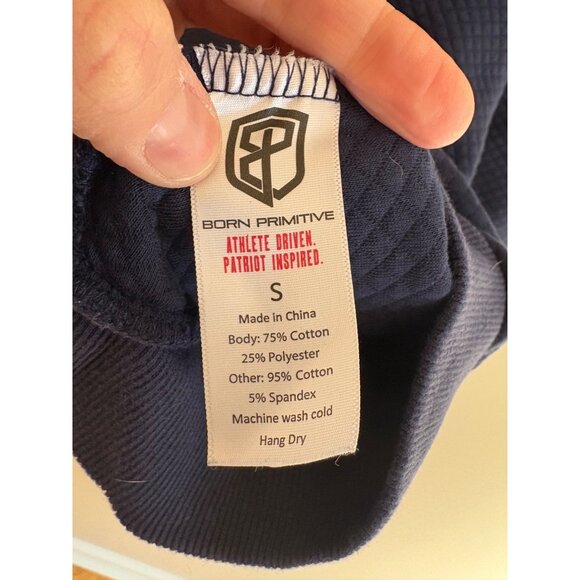 BORN PRIMITIVE
ATHLETE DRIVEN.
PATRIOT INSPIRED.
S
Made in China
Body: 75% Cotton
25% Polyester
Other: 95% Cotton
5% Spandex
Machine wash cold
Hang Dry